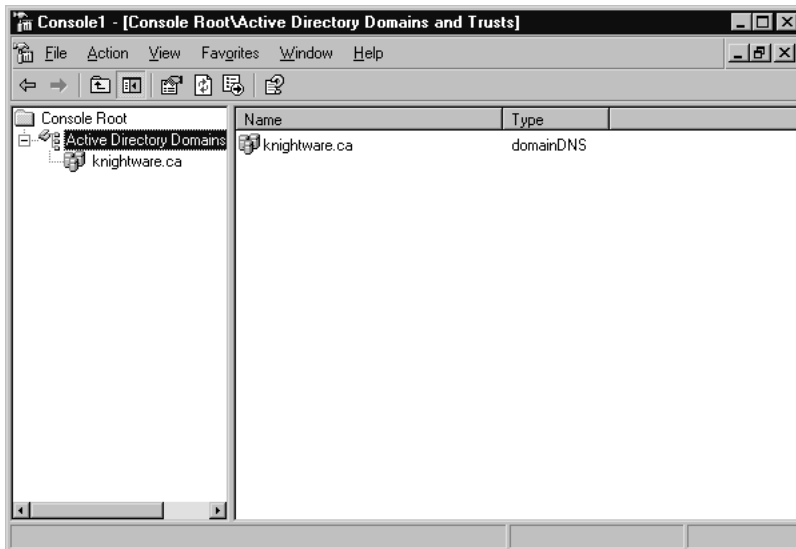 Console1 - [Console Root\Active Directory Domains and Trusts]
File Action View Favorites Window Help
Console Root
Active Directory Domains
knightware.ca
Name Type
knightware.ca domainDNS